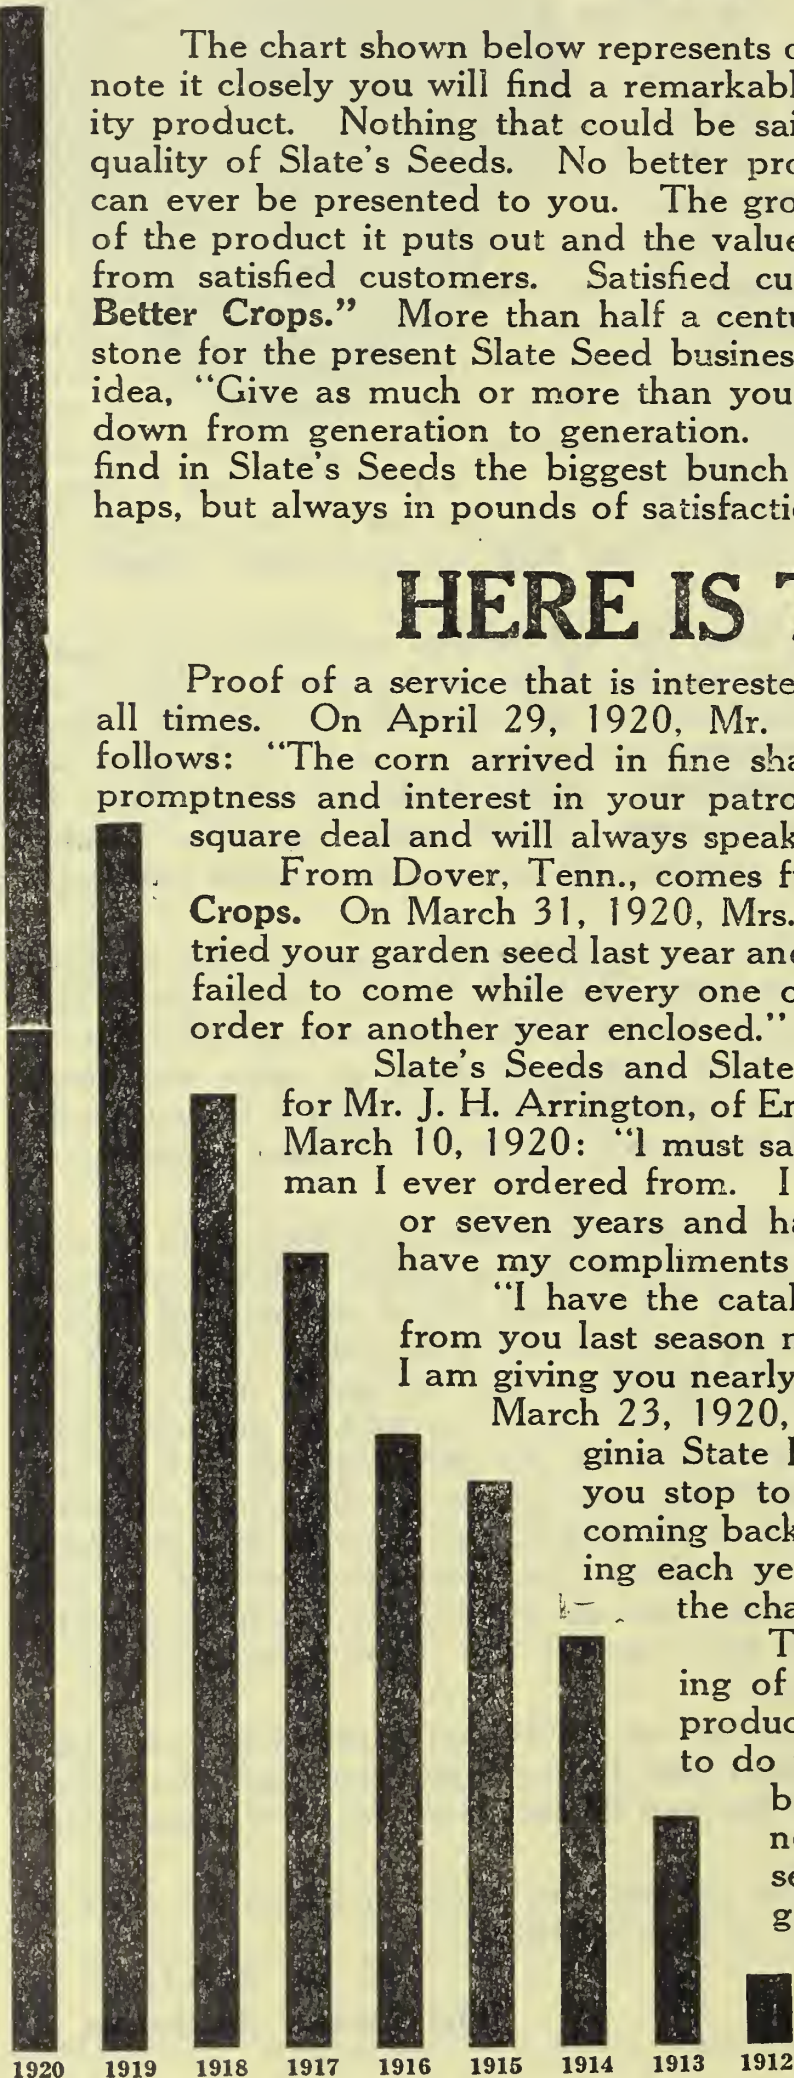 The chart shown below represents
note it closely you will find a remarkabl
ity product. Nothing that could be sai
quality of Slate's Seeds. No better pro
can ever be presented to you. The gro
of the product it puts out and the value
from satisfied customers. Satisfied cu
Better Crops." More than half a centu
stone for the present Slate Seed busines
idea, "Give as much or more than you
down from generation to generation.
find in Slate's Seeds the biggest bunch
haps, but always in pounds of satisfacti
HERE IS
Proof of a service that is intereste
all times. On April 29, 1920, Mr.
follows: "The corn arrived in fine sha
promptness and interest in your patro
square deal and will always speak
From Dover, Tenn., comes f
Crops. On March 31, 1920, Mrs.
tried your garden seed last year and
failed to come while every one o
order for another year enclosed."
Slate's Seeds and Slate
for Mr. J. H. Arrington, of En
March 10, 1920: "I must sa
man I ever ordered from. I
or seven years and ha
have my compliments
"I have the catal
from you last season
I am giving you nearly
March 23, 1920,
ginia State
you stop to
coming back
ing each ye
the cha
T
ing of
produc
to do
b
n
se
g
1920 1919 1918 1917 1916 1915 1914 1913 1912